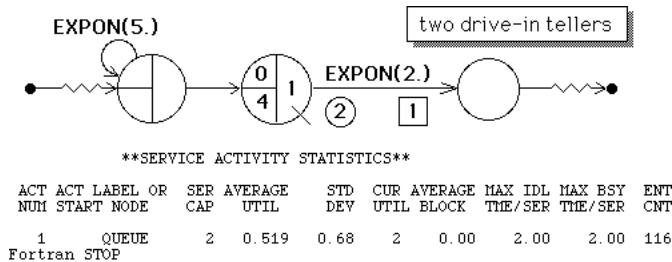 EXPON(5.)
two drive-in tellers
0
4
1
EXPON(2.)
2
1
**SERVICE ACTIVITY STATISTICS**
ACT ACT LABEL OR SER AVERAGE STD CUR AVERAGE MAX IDL MAX BSY ENT
NUM START NODE CAP UTIL DEV UTIL BLOCK TME/SER TME/SER CNT
1 QUEUE 2 0.519 0.68 2 0.00 2.00 2.00 116
Fortran STOP